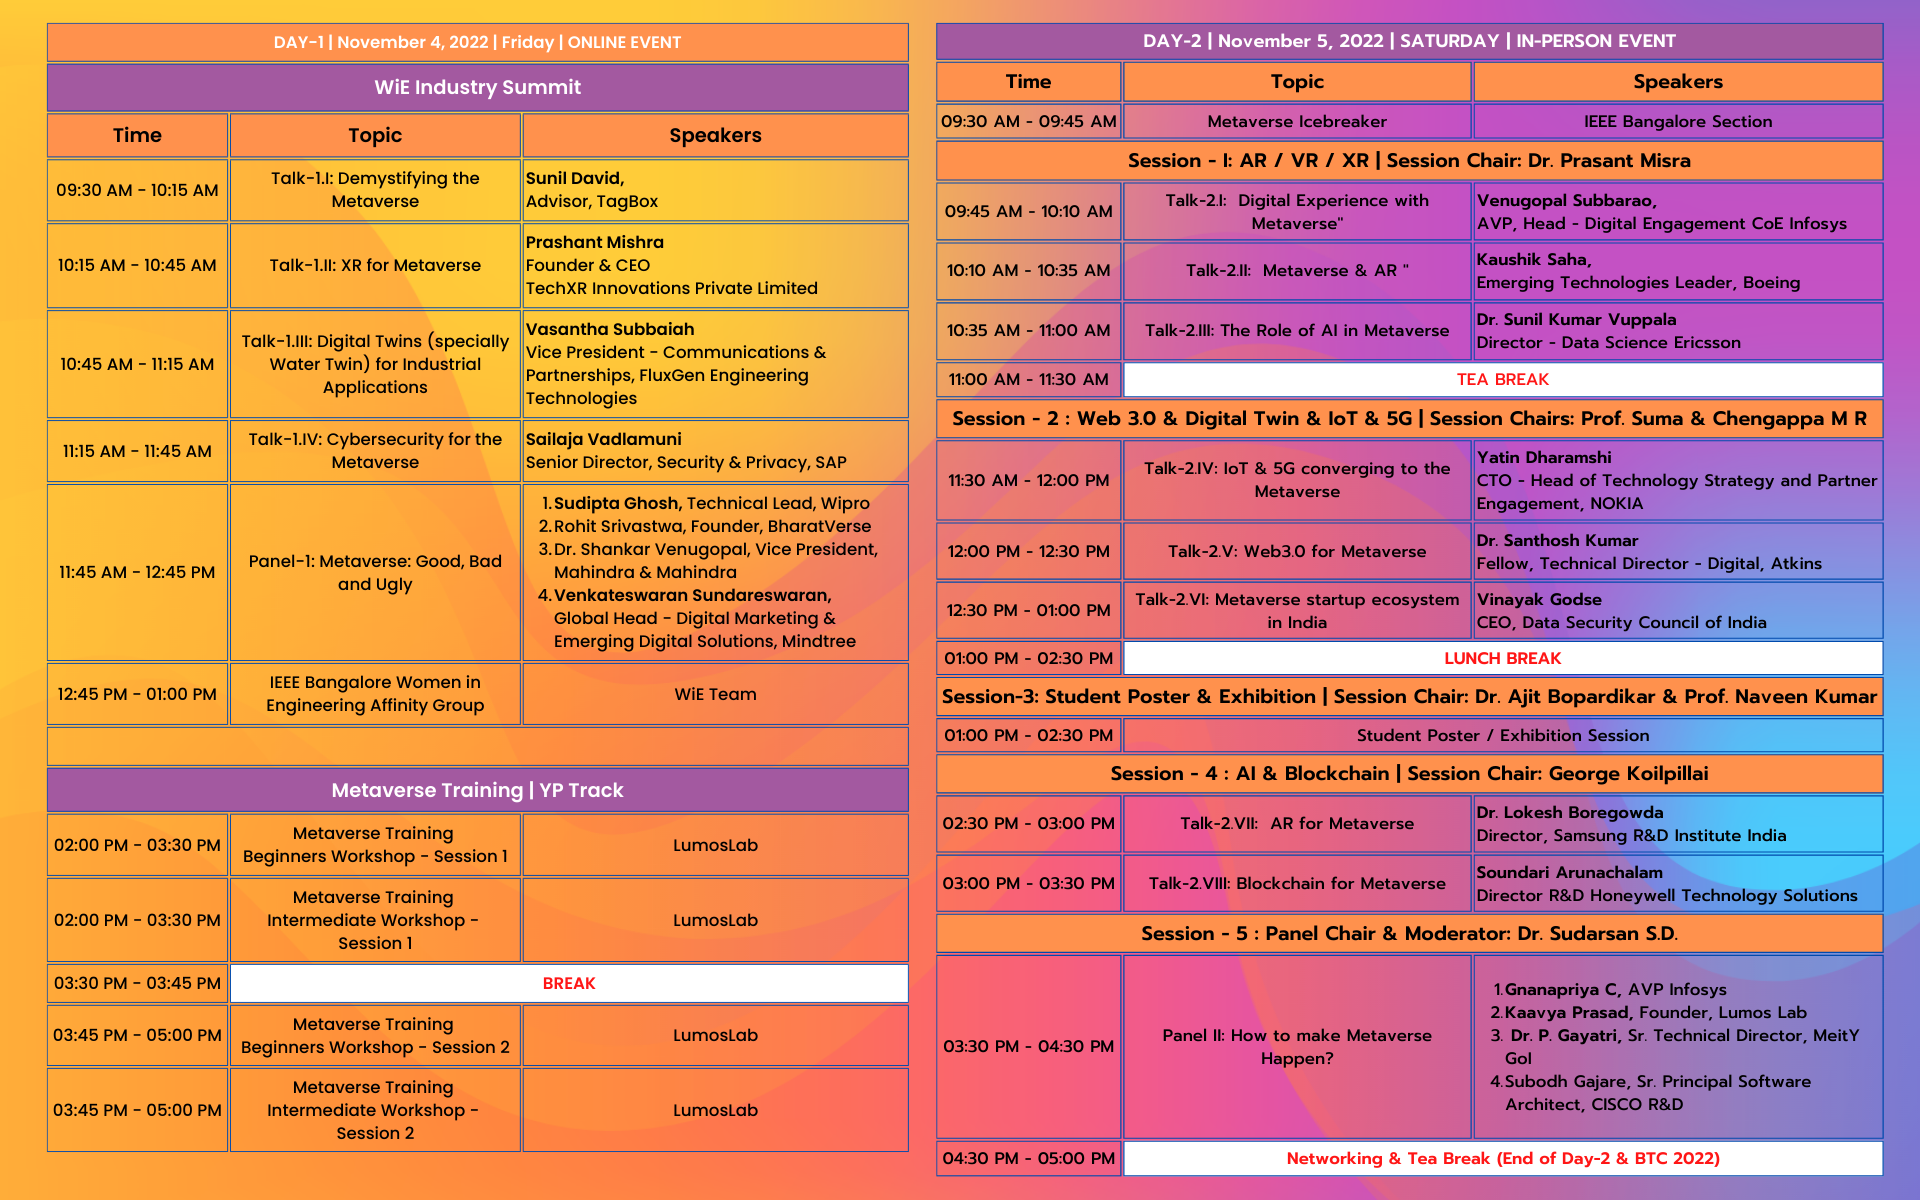 DAY-1 | November 4, 2022 | Friday | ONLINE EVENT
WiE Industry Summit
Time
Topic
Speakers
09:30 AM - 10:15 AM
Talk-1.I: Demystifying the
Metaverse
Sunil David,
Advisor, TagBox
10:15 AM - 10:45 AM
Talk-1.II: XR for Metaverse
Prashant Mishra
Founder & CEO
TechXR Innovations Private Limited
10:45 AM - 11:15 AM
Talk-1.III: Digital Twins (specially
Water Twin) for Industrial
Applications
Vasantha Subbaiah
Vice President - Communications &
Partnerships, FluxGen Engineering
Technologies
11:15 AM - 11:45 AM
Talk-1.IV: Cybersecurity for the
Metaverse
Sailaja Vadlamuni
Senior Director, Security & Privacy, SAP
11:45 AM - 12:45 PM
Panel-1: Metaverse: Good, Bad
and Ugly
1. Sudipta Ghosh, Technical Lead, Wipro
2. Rohit Srivastwa, Founder, BharatVerse
3. Dr. Shankar Venugopal, Vice President,
Mahindra & Mahindra
4. Venkateswaran Sundareswaran,
Global Head - Digital Marketing &
Emerging Digital Solutions, Mindtree
12:45 PM - 01:00 PM
IEEE Bangalore Women in
Engineering Affinity Group
WiE Team
Metaverse Training | YP Track
02:00 PM - 03:30 PM
Metaverse Training
Beginners Workshop - Session 1
LumosLab
02:00 PM - 03:30 PM
Metaverse Training
Intermediate Workshop -
Session 1
LumosLab
03:30 PM - 03:45 PM
BREAK
03:45 PM - 05:00 PM
Metaverse Training
Beginners Workshop - Session 2
LumosLab
03:45 PM - 05:00 PM
Metaverse Training
Intermediate Workshop -
Session 2
LumosLab
DAY-2 | November 5, 2022 | SATURDAY | IN-PERSON EVENT
Time
Topic
Speakers
09:30 AM - 09:45 AM
Metaverse Icebreaker
IEEE Bangalore Section
Session - I: AR / VR / XR | Session Chair: Dr. Prasant Misra
09:45 AM - 10:10 AM
Talk-2.I: Digital Experience with
Metaverse"
Venugopal Subbarao,
AVP, Head - Digital Engagement CoE Infosys
10:10 AM - 10:35 AM
Talk-2.II: Metaverse & AR "
Kaushik Saha,
Emerging Technologies Leader, Boeing
10:35 AM - 11:00 AM
Talk-2.III: The Role of AI in Metaverse
Dr. Sunil Kumar Vuppala
Director - Data Science Ericsson
11:00 AM - 11:30 AM
TEA BREAK
Session - 2 : Web 3.0 & Digital Twin & IoT & 5G | Session Chairs: Prof. Suma & Chengappa M R
11:30 AM - 12:00 PM
Talk-2.IV: IoT & 5G converging to the
Metaverse
Yatin Dharamshi
CTO - Head of Technology Strategy and Partner
Engagement, NOKIA
12:00 PM - 12:30 PM
Talk-2.V: Web3.0 for Metaverse
Dr. Santhosh Kumar
Fellow, Technical Director - Digital, Atkins
12:30 PM - 01:00 PM
Talk-2.VI: Metaverse startup ecosystem
in India
Vinayak Godse
CEO, Data Security Council of India
01:00 PM - 02:30 PM
LUNCH BREAK
Session-3: Student Poster & Exhibition | Session Chair: Dr. Ajit Bopardikar & Prof. Naveen Kumar
01:00 PM - 02:30 PM
Student Poster / Exhibition Session
Session - 4 : AI & Blockchain | Session Chair: George Koilpillai
02:30 PM - 03:00 PM
Talk-2.VII: AR for Metaverse
Dr. Lokesh Boregowda
Director, Samsung R&D Institute India
03:00 PM - 03:30 PM
Talk-2.VIII: Blockchain for Metaverse
Soundari Arunachalam
Director R&D Honeywell Technology Solutions
Session - 5 : Panel Chair & Moderator: Dr. Sudarsan S.D.
03:30 PM - 04:30 PM
Panel II: How to make Metaverse
Happen?
1. Gnanapriya C, AVP Infosys
2. Kaavya Prasad, Founder, Lumos Lab
3. Dr. P. Gayatri, Sr. Technical Director, MeitY
GoI
4. Subodh Gajare, Sr. Principal Software
Architect, CISCO R&D
04:30 PM - 05:00 PM
Networking & Tea Break (End of Day-2 & BTC 2022)